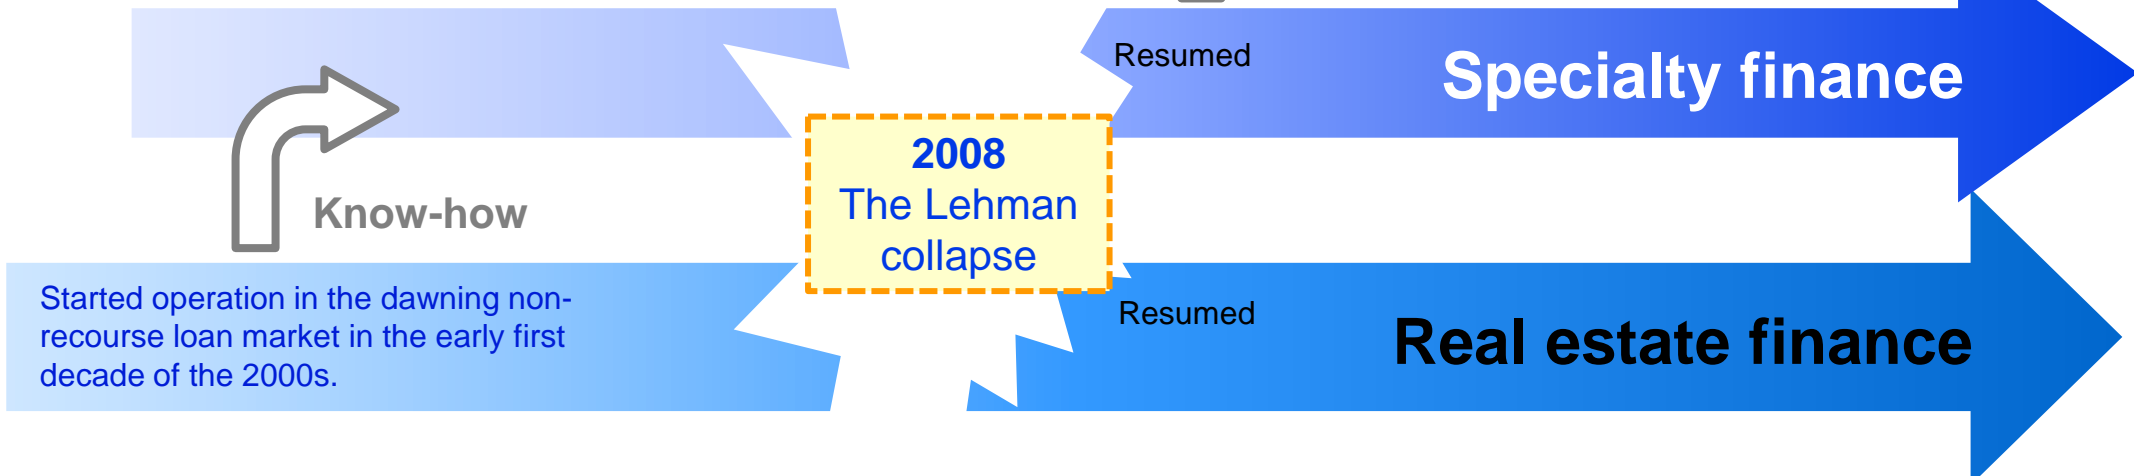 Resumed
Specialty finance
2008
The Lehman
collapse
Know-how
Started operation in the dawning non-
recourse loan market in the early first
decade of the 2000s.
Resumed
Real estate finance